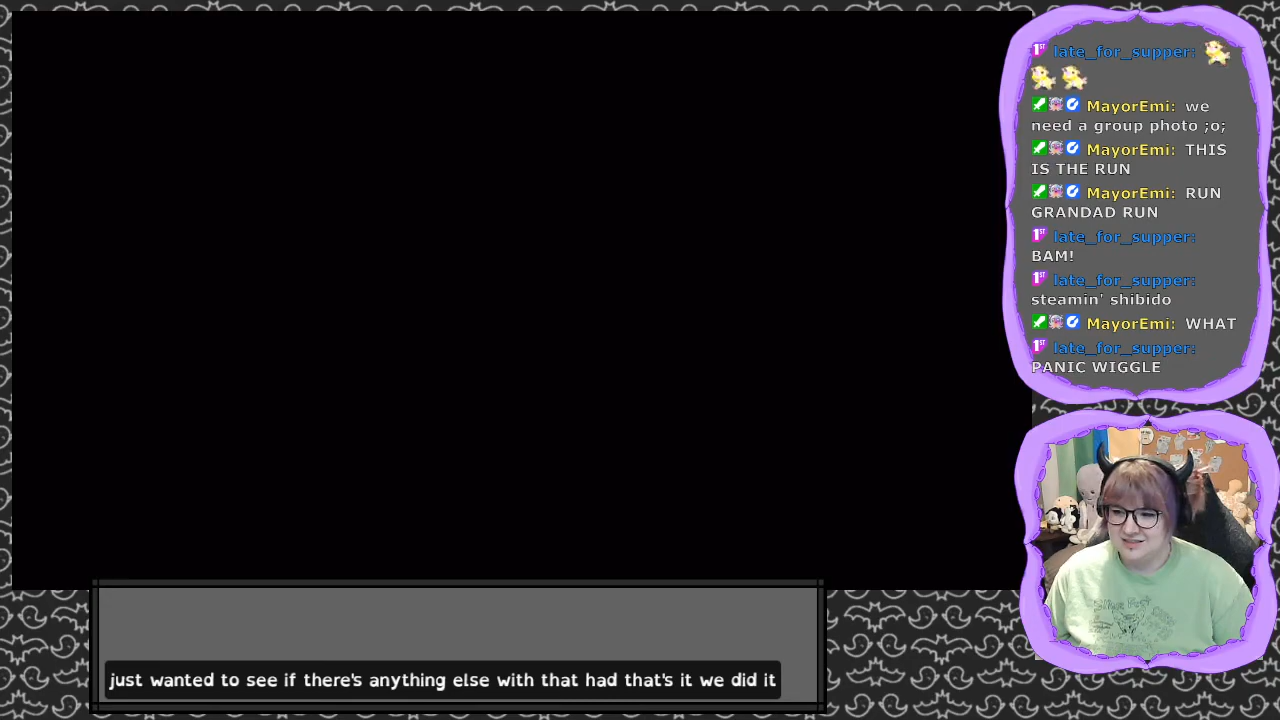 late_for_supper:
MayorEmi: we
need a group photo ;o;
MayorEmi: THIS
IS THE RUN
MayorEmi: RUN
GRANDAD RUN
late_for_supper:
BAM!
late_for_supper:
steamin' shibido
MayorEmi: WHAT
late_for_supper:
PANIC WIGGLE
just wanted to see if there's anything else with that had that's it we did it